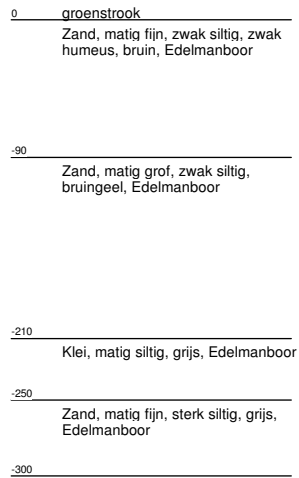 0 groenstrook
Zand, matig fijn, zwak siltig, zwak
humeus, bruin, Edelmanboor
-90
Zand, matig grof, zwak siltig,
bruingeel, Edelmanboor
-210
Klei, matig siltig, grijs, Edelmanboor
-250
Zand, matig fijn, sterk siltig, grijs,
Edelmanboor
-300